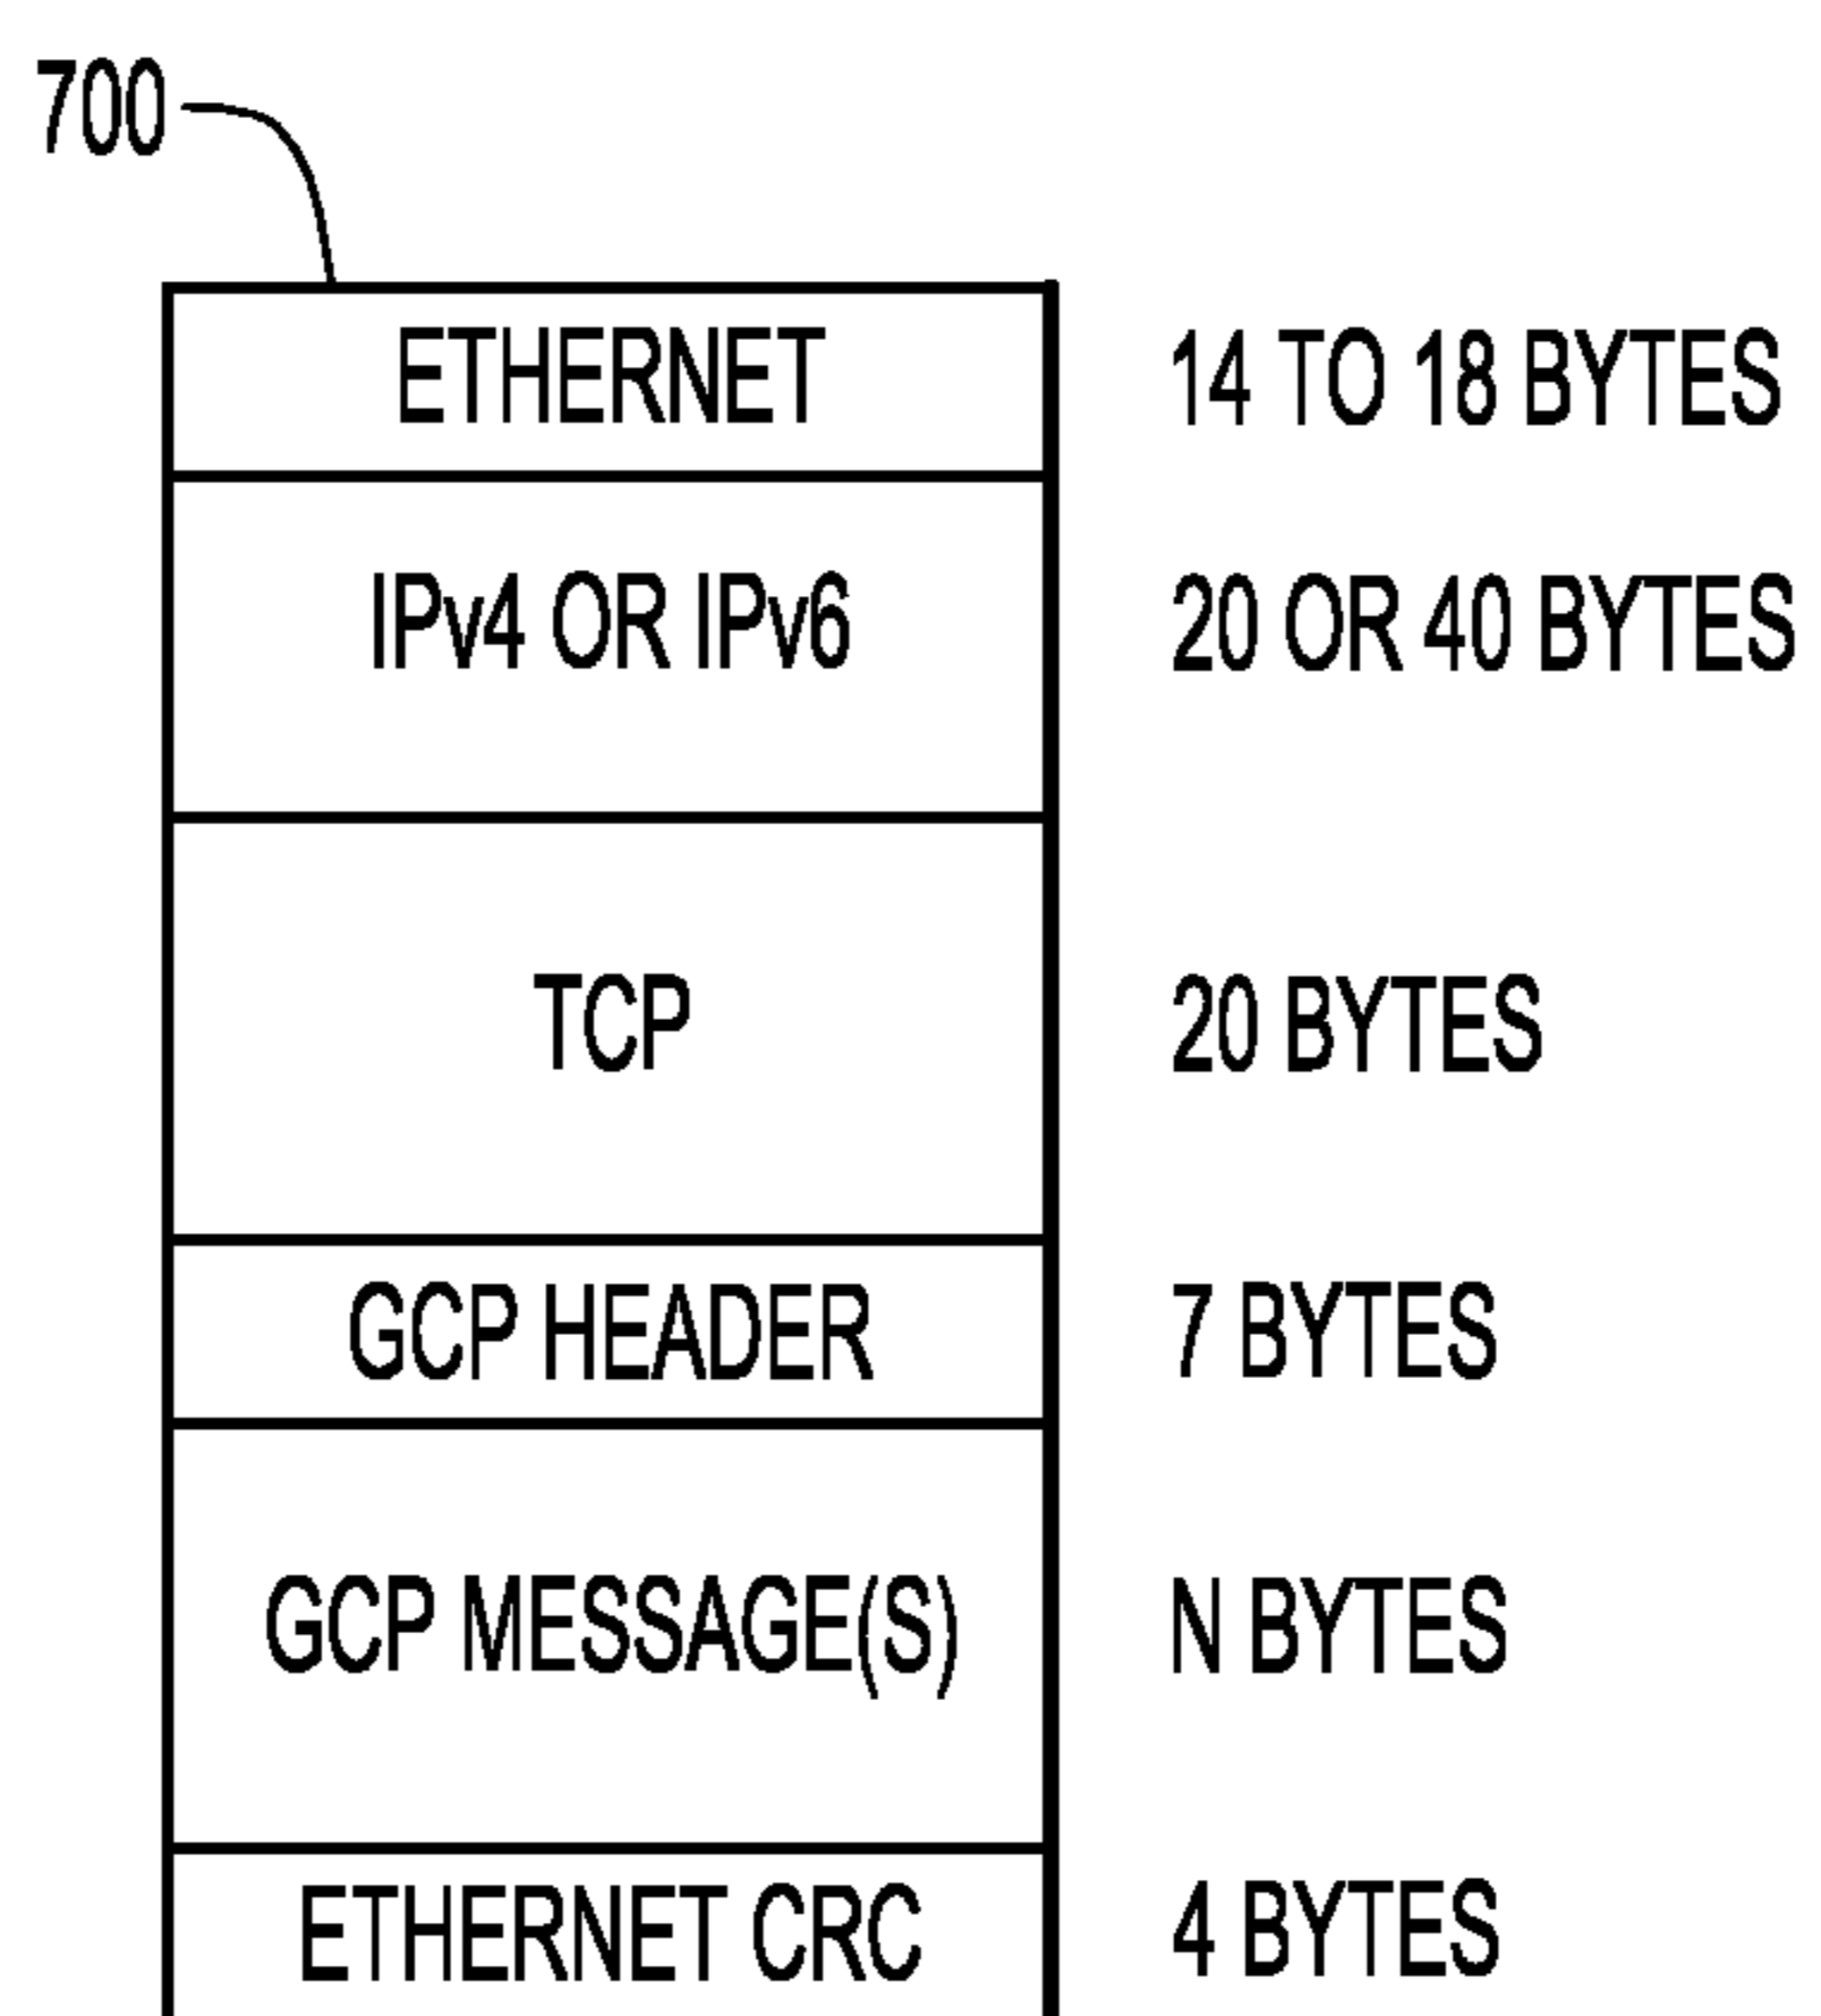 700
ETHERNET 14 TO 18 BYTES
IPv4 OR IPv6 20 OR 40 BYTES
TCP 20 BYTES
GCP HEADER 7 BYTES
GCP MESSAGE(S) N BYTES
ETHERNET CRC 4 BYTES